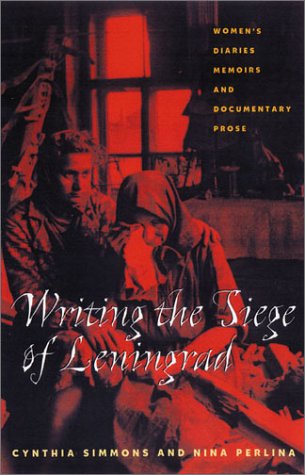 WOMEN'S
DIARIES
MEMOIRS
AND
DOCUMENTARY
PROSE
Writing the Siege
of Leningrad
CYNTHIA SIMMONS AND NINA PERLINA